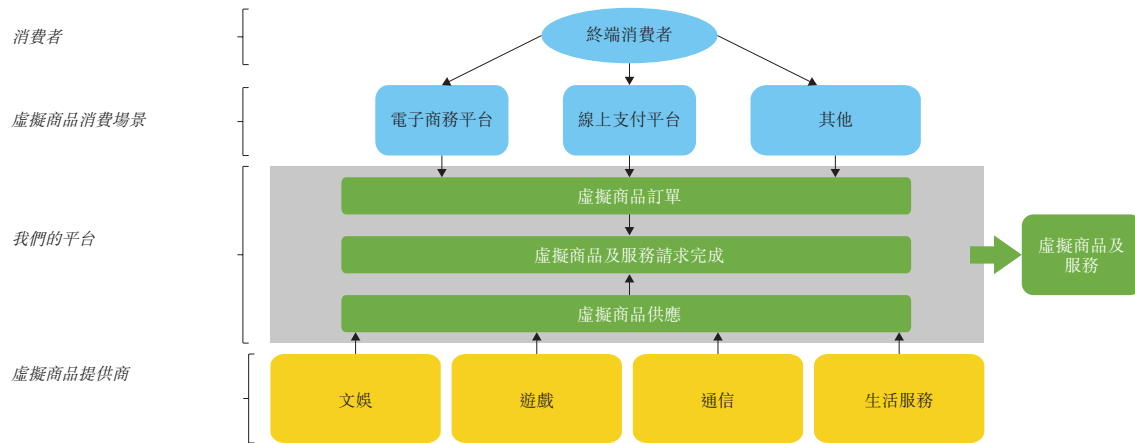 消費者
終端消費者
虛擬商品消費場景
電子商務平台
線上支付平台
其他
我們的平台
虛擬商品訂單
虛擬商品及服務請求完成
虛擬商品供應
虛擬商品及
服務
虛擬商品提供商
文娛
遊戲
通信
生活服務